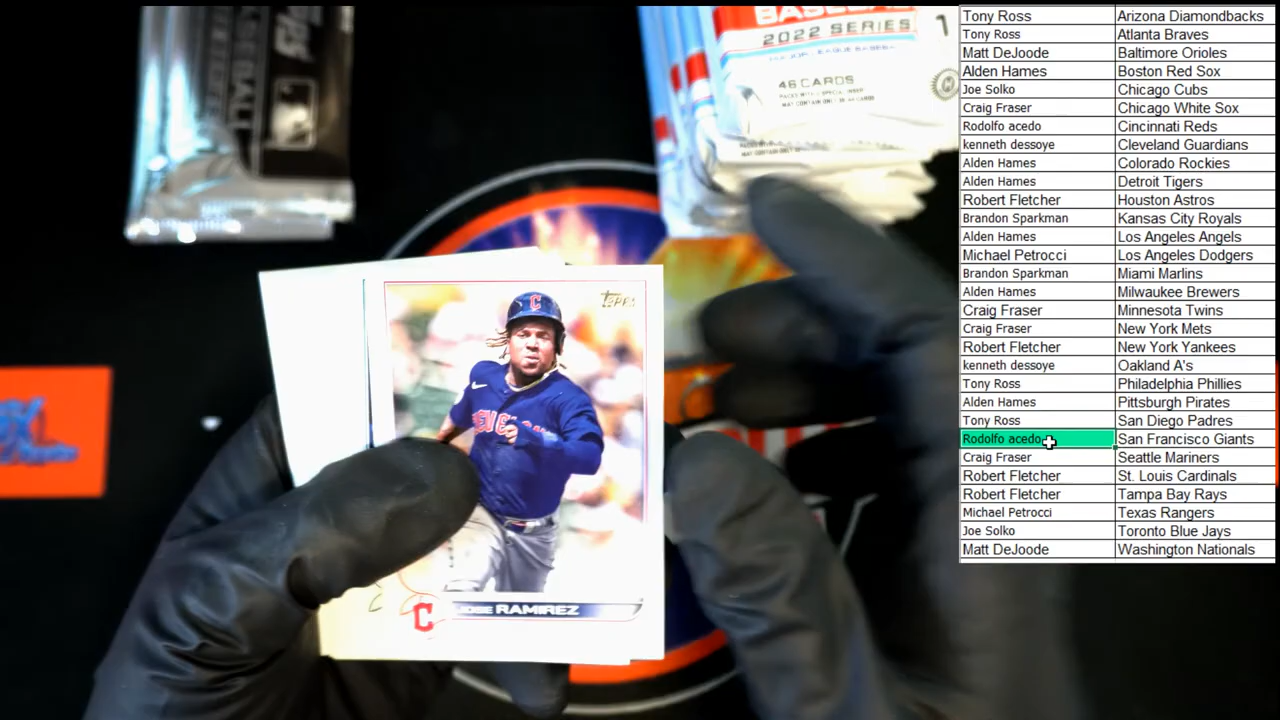 BASEBALL
2022 SERIES 1
MAJOR LEAGUE BASEBALL
46 CARDS
Topps
CLEVELAND
C
JOSE RAMIREZ
Tony Ross Arizona Diamondbacks
Tony Ross Atlanta Braves
Matt DeJoode Baltimore Orioles
Alden Hames Boston Red Sox
Joe Solko Chicago Cubs
Craig Fraser Chicago White Sox
Rodolfo acedo Cincinnati Reds
kenneth dessoye Cleveland Guardians
Alden Hames Colorado Rockies
Alden Hames Detroit Tigers
Robert Fletcher Houston Astros
Brandon Sparkman Kansas City Royals
Alden Hames Los Angeles Angels
Michael Petrocci Los Angeles Dodgers
Brandon Sparkman Miami Marlins
Alden Hames Milwaukee Brewers
Craig Fraser Minnesota Twins
Craig Fraser New York Mets
Robert Fletcher New York Yankees
kenneth dessoye Oakland A's
Tony Ross Philadelphia Phillies
Alden Hames Pittsburgh Pirates
Tony Ross San Diego Padres
Rodolfo acedo San Francisco Giants
Craig Fraser Seattle Mariners
Robert Fletcher St. Louis Cardinals
Robert Fletcher Tampa Bay Rays
Michael Petrocci Texas Rangers
Joe Solko Toronto Blue Jays
Matt DeJoode Washington Nationals